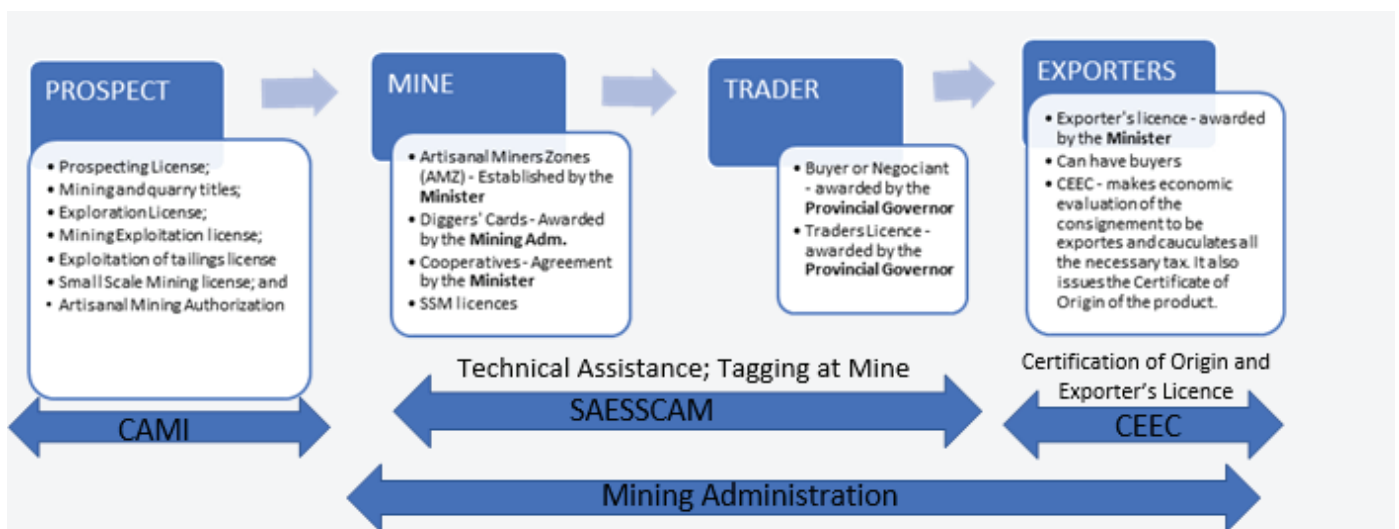 PROSPECT
• Prospecting License;
• Mining and quarry titles;
• Exploration License;
• Mining Exploitation license;
• Exploitation of tailings license
• Small Scale Mining license; and
• Artisanal Mining Authorization
MINE
• Artisanal Miners Zones
(AMZ) - Established by the
Minister
• Diggers' Cards - Awarded
by the Mining Adm.
• Cooperatives - Agreement
by the Minister
• SSM licences
TRADER
• Buyer or Negociant
- awarded by the
Provincial Governor
• Traders Licence -
awarded by the
Provincial Governor
EXPORTERS
• Exporter's licence - awarded
by the Minister
• Can have buyers
• CEEC - makes economic
evaluation of the
consignement to be
exportes and cauculates all
the necessary tax. It also
issues the Certificate of
Origin of the product.
Technical Assistance; Tagging at Mine
Certification of Origin and
Exporter's Licence
CAMI
SAESSCAM
CEEC
Mining Administration